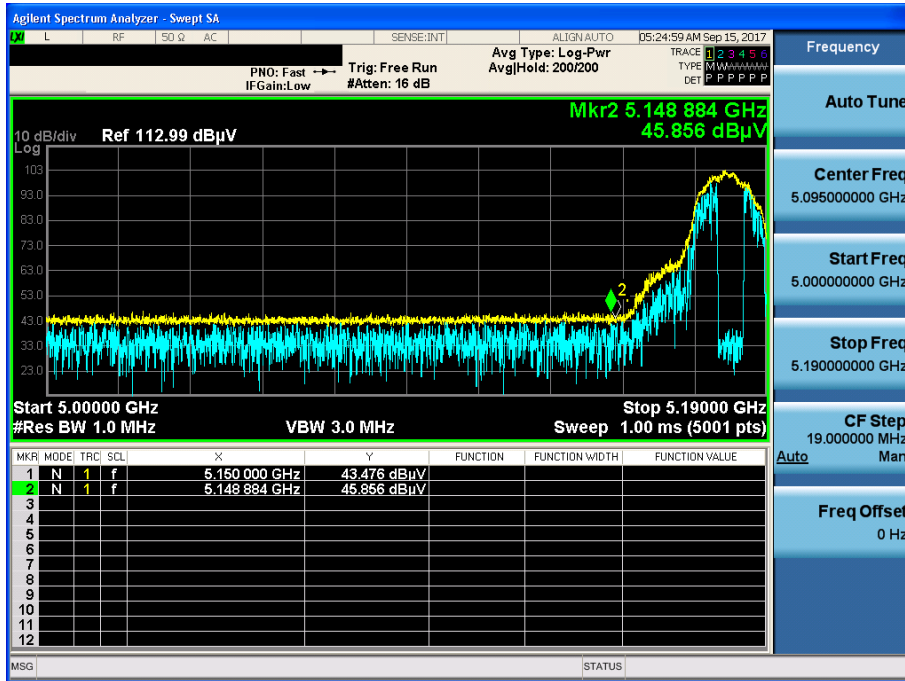 Agilent Spectrum Analyzer - Swept SA
LXI L RF 50 Ω AC SENSE:INT ALIGN AUTO 05:24:59 AM Sep 15, 2017
PNO: Fast Trig: Free Run Avg Type: Log-Pwr TRACE 1 2 3 4 5 6
IFGain:Low #Atten: 16 dB Avg|Hold: 200/200 TYPE M W
DET P P P P P P
Mkr2 5.148 884 GHz
45.856 dBµV
10 dB/div Ref 112.99 dBµV
Log
103
93.0
83.0
73.0
63.0
53.0
43.0
33.0
23.0
2
Start 5.00000 GHz Stop 5.19000 GHz
#Res BW 1.0 MHz VBW 3.0 MHz Sweep 1.00 ms (5001 pts)
MKR MODE TRC SCL X Y FUNCTION FUNCTION WIDTH FUNCTION VALUE
1 N 1 f 5.150 000 GHz 43.476 dBµV
2 N 1 f 5.148 884 GHz 45.856 dBµV
3
4
5
6
7
8
9
10
11
12
MSG STATUS
Frequency
Auto Tune
Center Freq
5.095000000 GHz
Start Freq
5.000000000 GHz
Stop Freq
5.190000000 GHz
CF Step
19.000000 MHz
Auto Man
Freq Offset
0 Hz